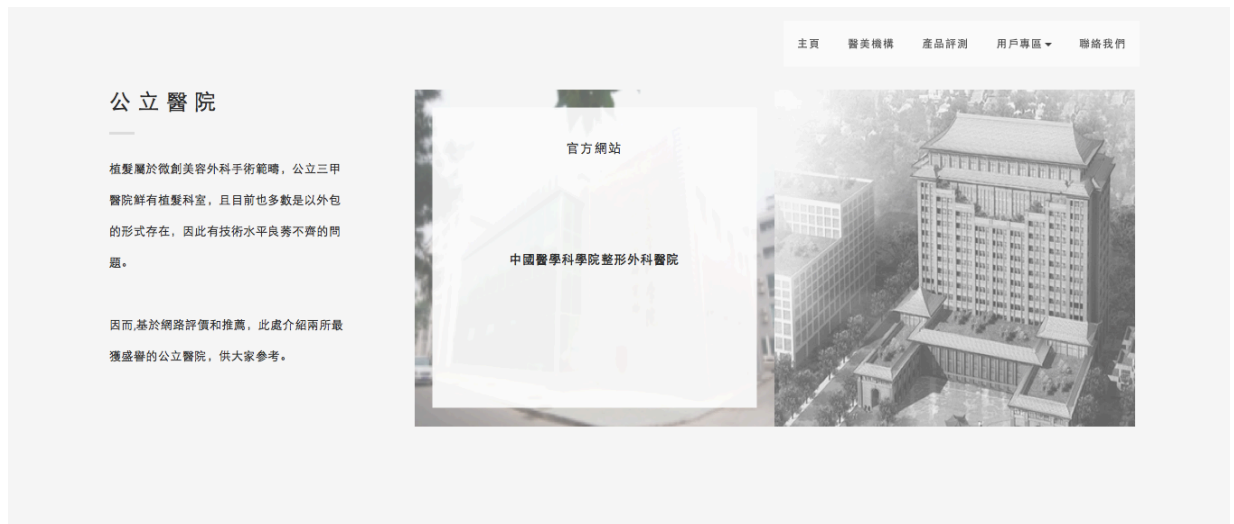 主頁 醫美機構 產品評測 用戶專區 聯絡我們
公立醫院
植髮屬於微創美容外科手術範疇，公立三甲
醫院鮮有植髮科室，且目前也多數是以外包
的形式存在，因此有技術水平良莠不齊的問
題。
因而,基於網路評價和推薦，此處介紹兩所最
獲盛譽的公立醫院，供大家參考。
官方網站
中國醫學科學院整形外科醫院